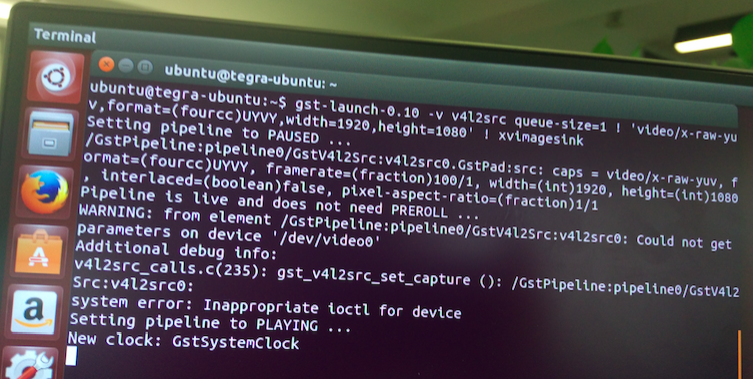 Terminal
ubuntu@tegra-ubuntu: ~
ubuntu@tegra-ubuntu:~$ gst-launch-0.10 -v v4l2src queue-size=1 ! 'video/x-raw-yu
v,format=(fourcc)UYVY,width=1920,height=1080' ! xvimagesink
Setting pipeline to PAUSED ...
/GstPipeline:pipeline0/GstV4l2Src:v4l2src0.GstPad:src: caps = video/x-raw-yuv, f
ormat=(fourcc)UYVY, framerate=(fraction)100/1, width=(int)1920, height=(int)1080
, interlaced=(boolean)false, pixel-aspect-ratio=(fraction)1/1
Pipeline is live and does not need PREROLL ...
WARNING: from element /GstPipeline:pipeline0/GstV4l2Src:v4l2src0: Could not get
parameters on device '/dev/video0'
Additional debug info:
v4l2src_calls.c(235): gst_v4l2src_set_capture (): /GstPipeline:pipeline0/GstV4l2
Src:v4l2src0:
system error: Inappropriate ioctl for device
Setting pipeline to PLAYING ...
New clock: GstSystemClock